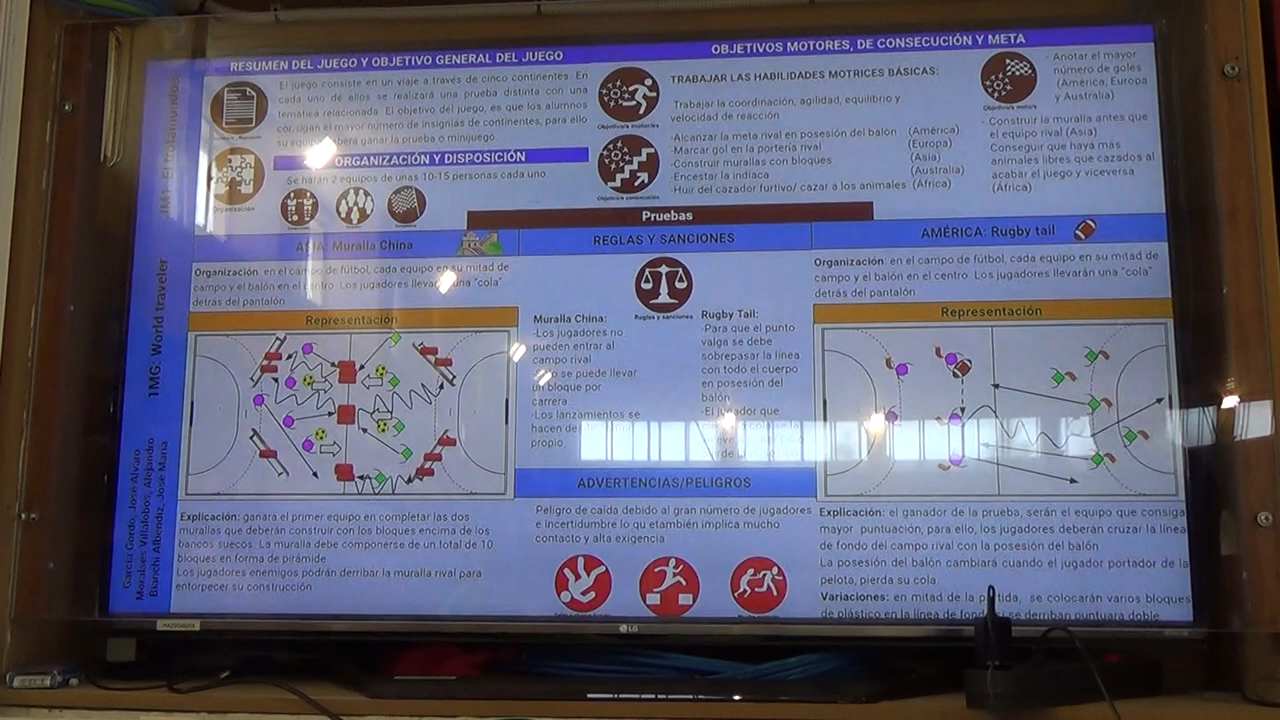 RESUMEN DEL JUEGO Y OBJETIVO GENERAL DEL JUEGO
El juego consiste en un viaje a través de cinco continentes. En
cada uno de ellos se realizará una prueba distinta con una
temática relacionada. El objetivo del juego, es que los alumnos
consigan el mayor número de insignias de continentes, para ello
su equipo deberá ganar la prueba o minijuego.
ORGANIZACIÓN Y DISPOSICIÓN
Organización
Se harán 2 equipos de unas 10-15 personas cada uno
OBJETIVOS MOTORES, DE CONSECUCIÓN Y META
TRABAJAR LAS HABILIDADES MOTRICES BÁSICAS:
Trabajar la coordinación, agilidad, equilibrio y
velocidad de reacción
-Alcanzar la meta rival en posesión del balón (América)
-Marcar gol en la portería rival (Europa)
-Construir murallas con bloques (Asia)
-Encestar la indiaca (Australia)
-Huir del cazador furtivo/ cazar a los animales (África)
- Anotar el mayor
número de goles
(América, Europa
y Australia)
- Construir la muralla antes que
el equipo rival (Asia)
- Conseguir que haya más
animales libres que cazados al
acabar el juego y viceversa
(África)
Pruebas
ASIA: Muralla China
Organización: en el campo de fútbol, cada equipo en su mitad de
campo y el balón en el centro. Los jugadores llevarán una "cola"
detrás del pantalón
Representación
Explicación: ganara el primer equipo en completar las dos
murallas que deberán construir con los bloques encima de los
bancos suecos. La muralla debe componerse de un total de 10
bloques en forma de pirámide
Los jugadores enemigos podrán derribar la muralla rival para
entorpecer su construcción
REGLAS Y SANCIONES
Reglas y sanciones
Muralla China:
-Los jugadores no
pueden entrar al
campo rival
se puede llevar
un bloque por
carrera.
-Los lanzamientos se
hacen
propio.
Rugby Tail:
-Para que el punto
valga se debe
sobrepasar la línea
con todo el cuerpo
en posesión del
balón
-El jugador que
ADVERTENCIAS/PELIGROS
Peligro de caída debido al gran número de jugadores
e incertidumbre lo qu etambién implica mucho
contacto y alta exigencia
AMÉRICA: Rugby tail
Organización: en el campo de fútbol, cada equipo en su mitad de
campo y el balón en el centro. Los jugadores llevarán una "cola"
detrás del pantalón
Representación
Explicación: el ganador de la prueba, serán el equipo que consiga
mayor puntuación, para ello, los jugadores deberán cruzar la línea
de fondo del campo rival con la posesión del balón
La posesión del balón cambiará cuando el jugador portador de la
pelota, pierda su cola.
Variaciones: en mitad de la partida, se colocarán varios bloques
de plástico en la línea de fondo, si se derriban puntuará doble
1M1: El trotamundos
1MG: World traveler
García Gordo, José Álvaro
Morales Villalobos, Alejandro
Bianchi Albéndiz, José María
LG